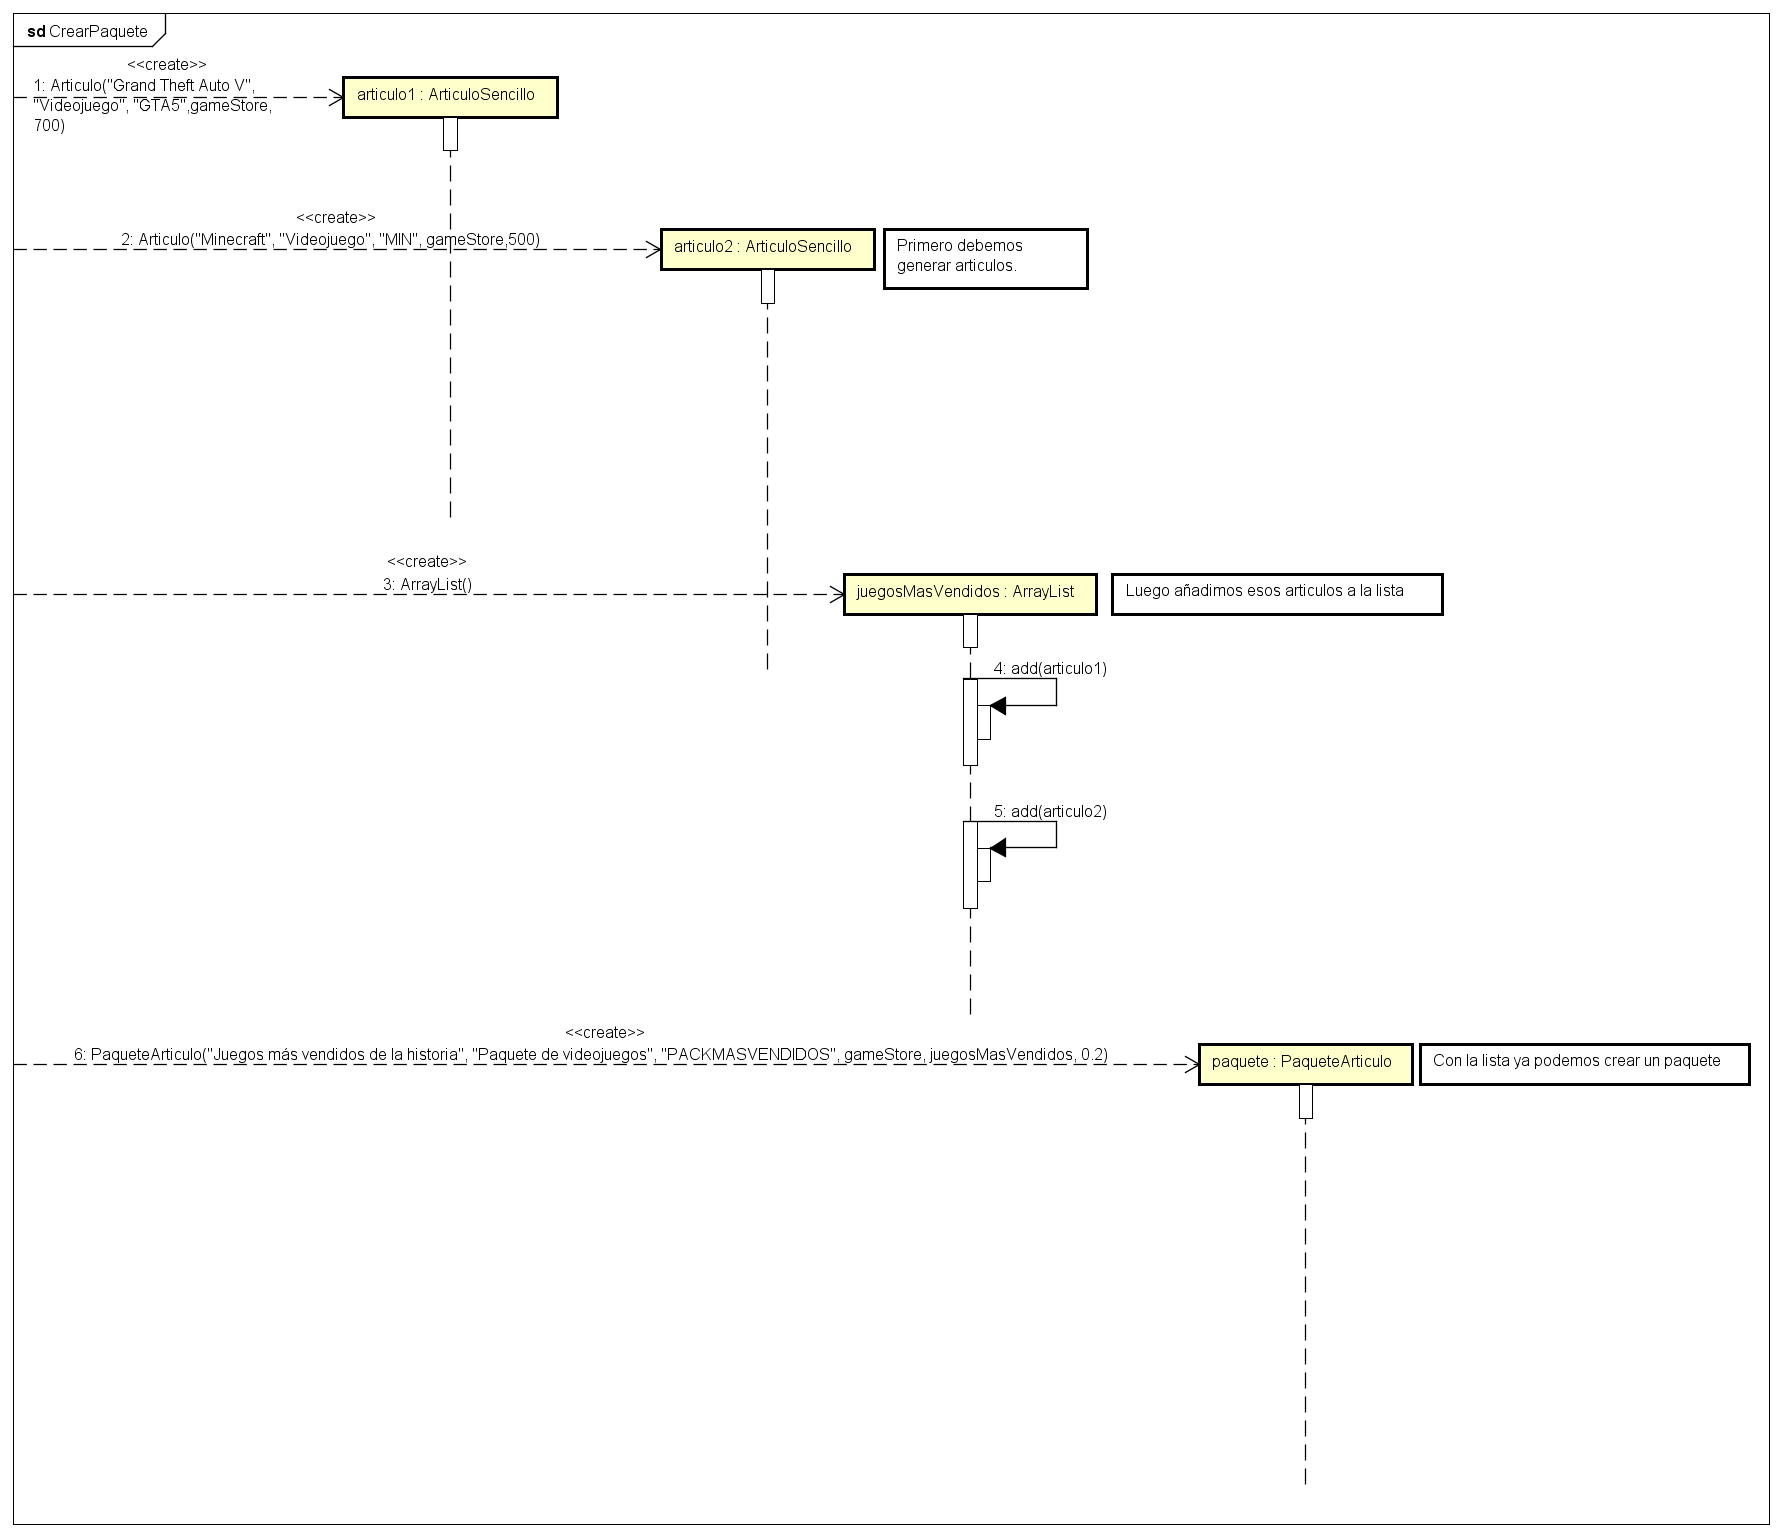 sd CrearPaquete
<<create>>
1: Articulo("Grand Theft Auto V",
"Videojuego", "GTA5",gameStore,
700)
articulo1 : ArticuloSencillo
<<create>>
2: Articulo("Minecraft", "Videojuego", "MIN", gameStore,500)
articulo2 : ArticuloSencillo
Primero debemos
generar articulos.
<<create>>
3: ArrayList()
juegosMasVendidos : ArrayList
Luego añadimos esos articulos a la lista
4: add(articulo1)
5: add(articulo2)
<<create>>
6: PaqueteArticulo("Juegos más vendidos de la historia", "Paquete de videojuegos", "PACKMASVENDIDOS", gameStore, juegosMasVendidos, 0.2)
paquete : PaqueteArticulo
Con la lista ya podemos crear un paquete